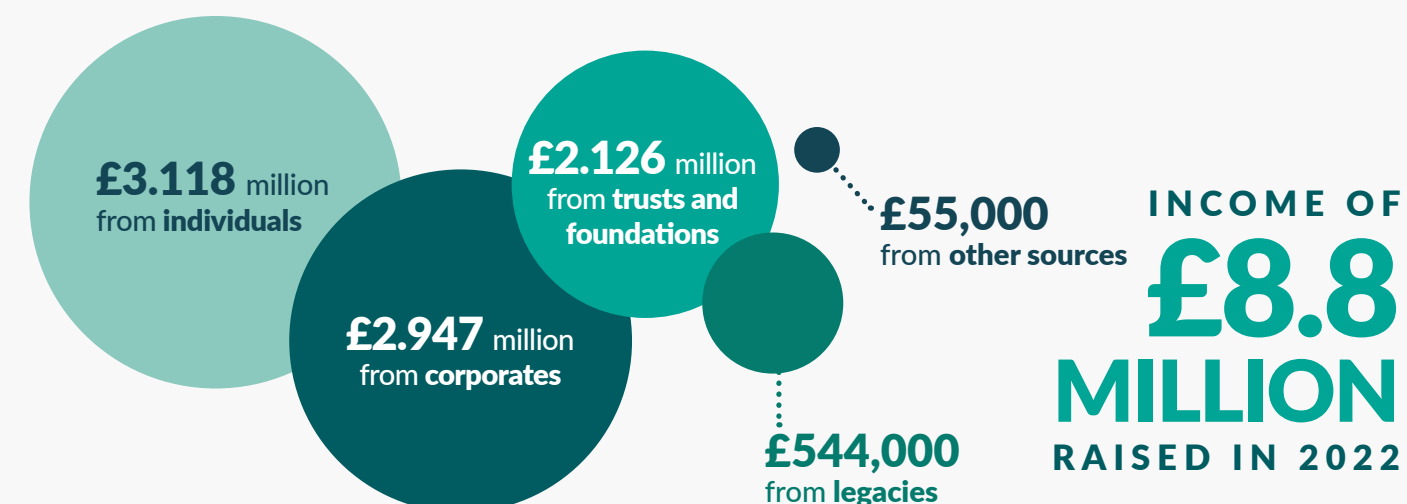 £3.118 million
from individuals
£2.947 million
from corporates
£2.126 million
from trusts and
foundations
£55,000
from other sources
£544,000
from legacies
INCOME OF
£8.8
MILLION
RAISED IN 2022